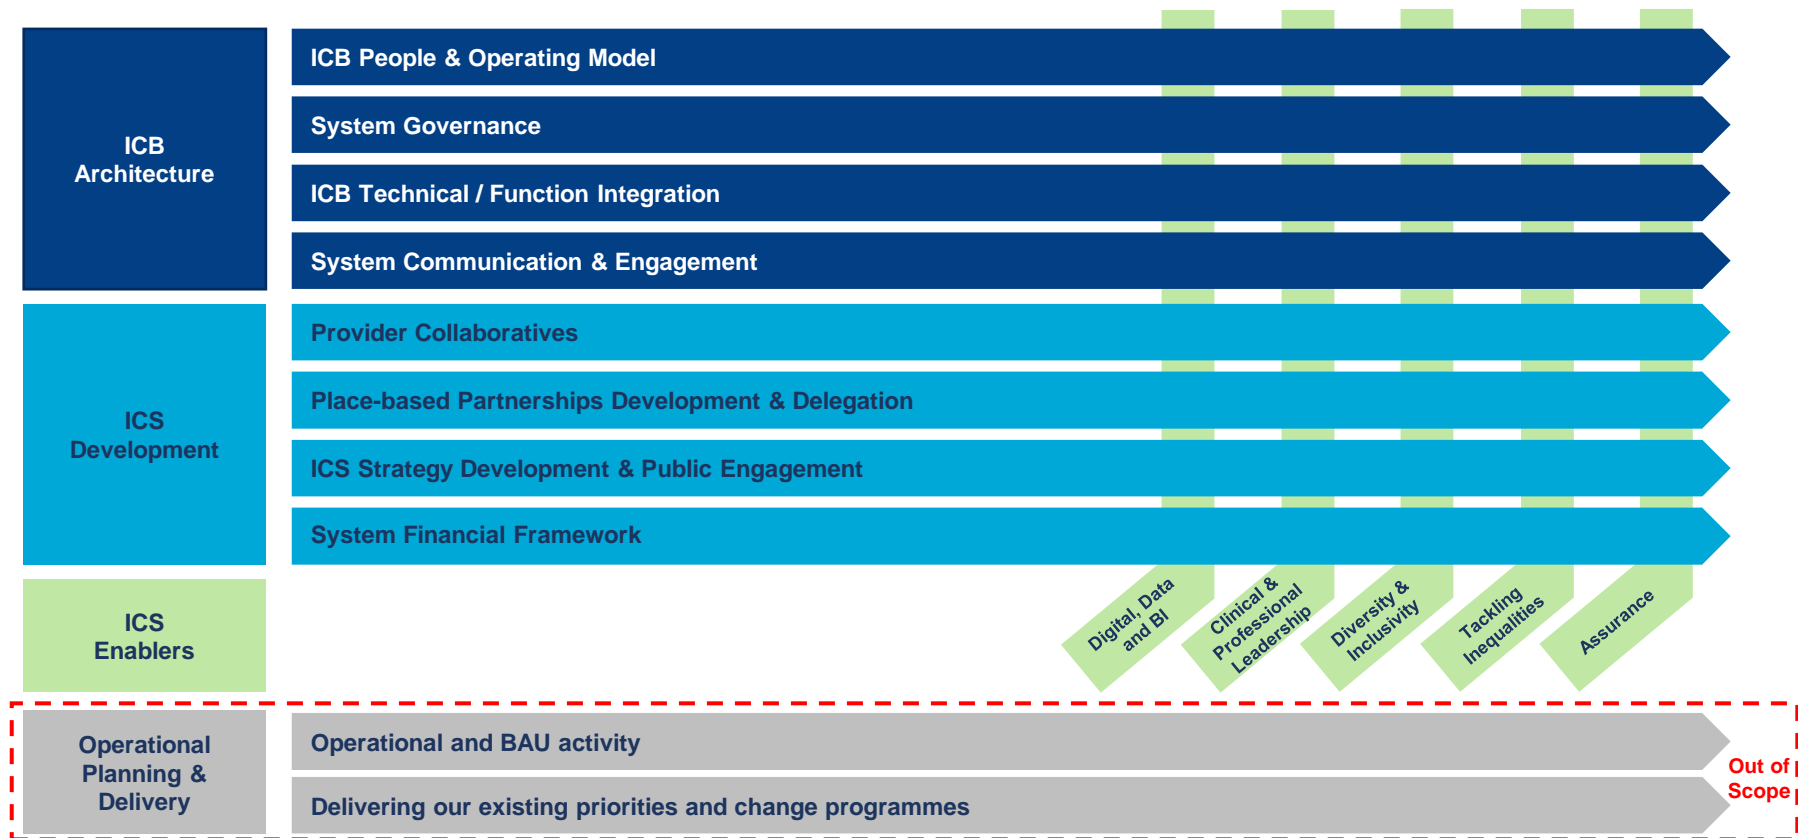 ICB
Architecture
ICB People & Operating Model
System Governance
ICB Technical / Function Integration
System Communication & Engagement
ICS
Development
Provider Collaboratives
Place-based Partnerships Development & Delegation
ICS Strategy Development & Public Engagement
System Financial Framework
ICS
Enablers
Digital, Data
and BI
Clinical &
Professional
Leadership
Diversity &
Inclusivity
Tackling
Inequalities
Assurance
Operational
Planning &
Delivery
Operational and BAU activity
Delivering our existing priorities and change programmes
Out of
Scope